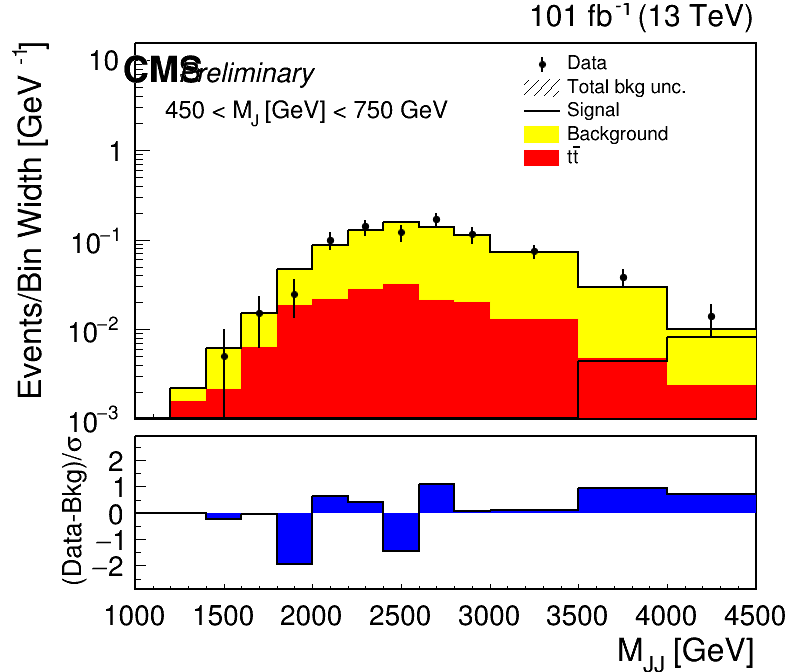 101 fb⁻¹ (13 TeV)
CMS Preliminary
450 < M_J [GeV] < 750 GeV
Data
Total bkg unc.
Signal
Background
tt̄
Events/Bin Width [GeV⁻¹]
10
1
10⁻¹
10⁻²
10⁻³
(Data-Bkg)/σ
2
1
0
−1
−2
1000 1500 2000 2500 3000 3500 4000 4500
M_JJ [GeV]